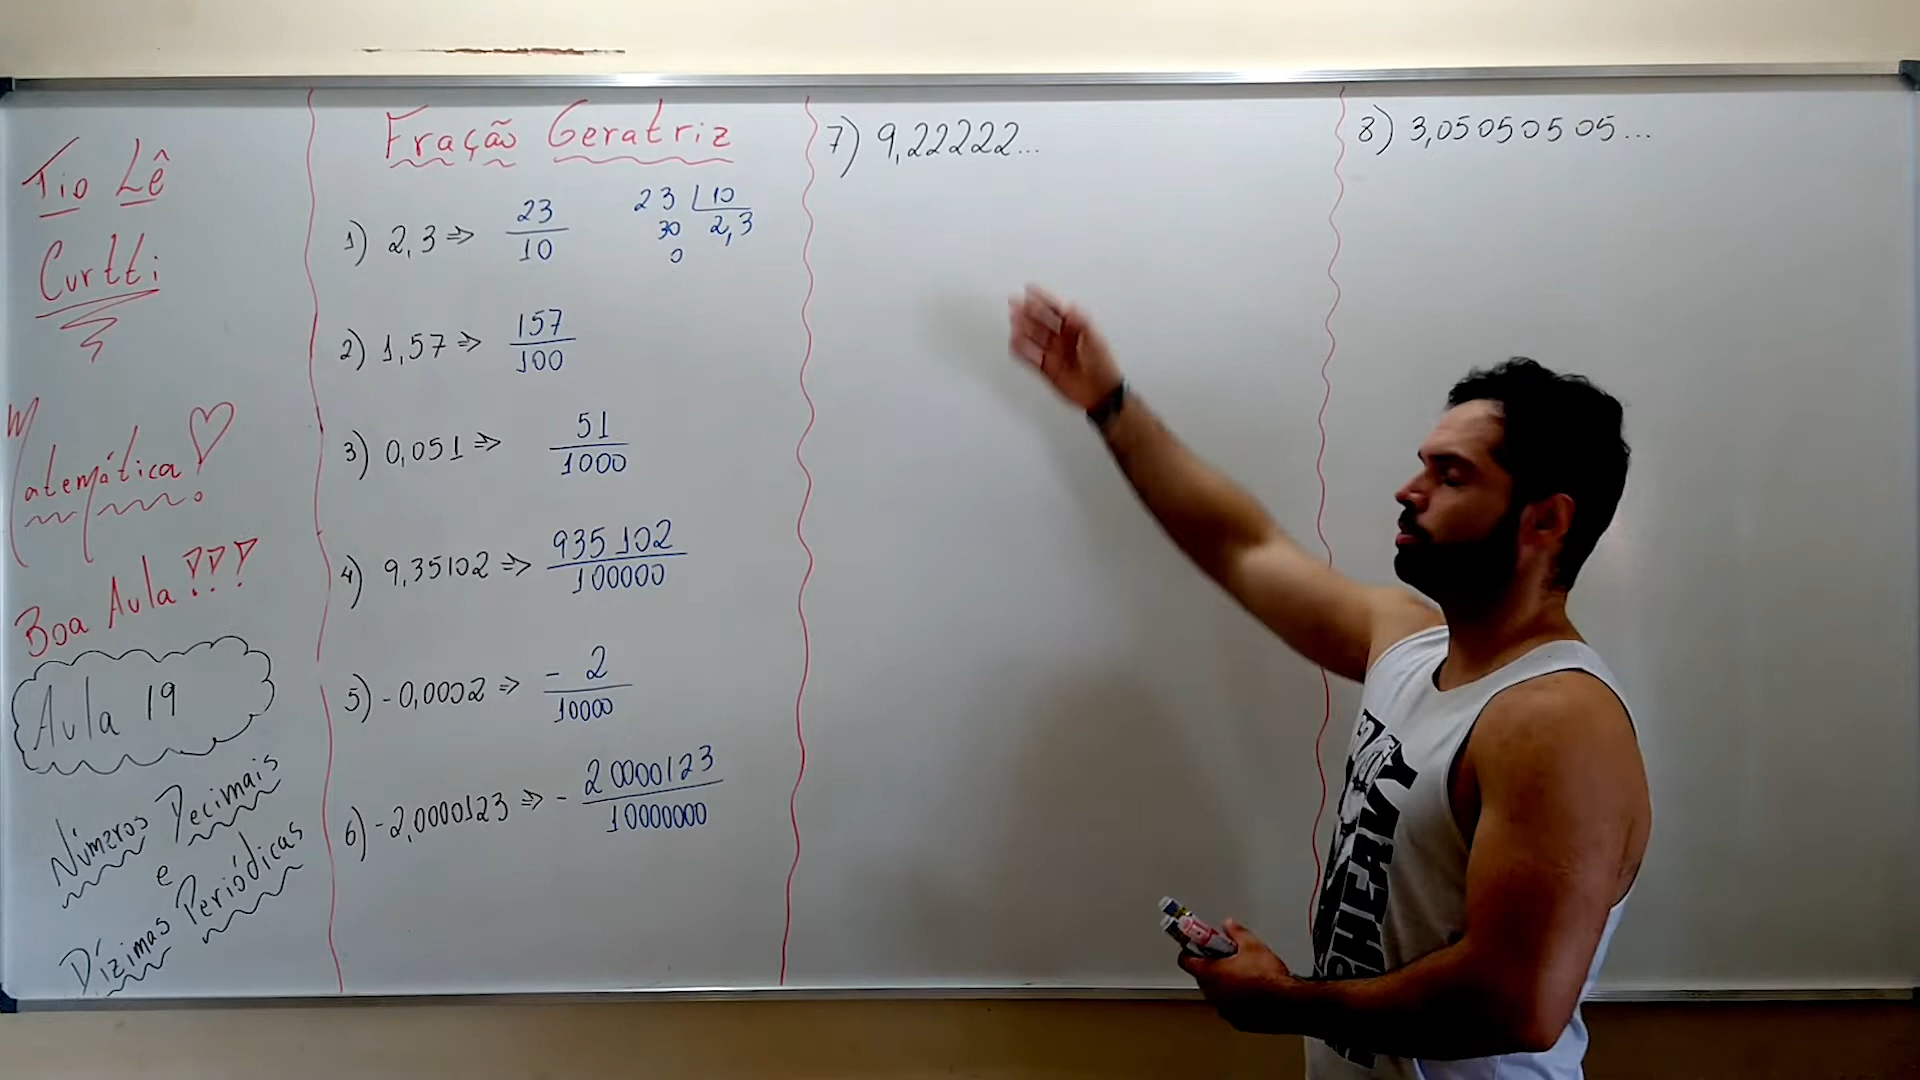 Tio Lê
Curtti
Matemática
Boa Aula!!!
Aula 19
Números Decimais
e
Dízimas Periódicas
Fração Geratriz
1) 2,3 ⇒ 23/10
23 | 10
30 2,3
0
2) 1,57 ⇒ 157/100
3) 0,051 ⇒ 51/1000
4) 9,35102 ⇒ 935102/100000
5) -0,0002 ⇒ -2/10000
6) -2,0000123 ⇒ -20000123/10000000
7) 9,22222...
8) 3,05050505...
HEAVY